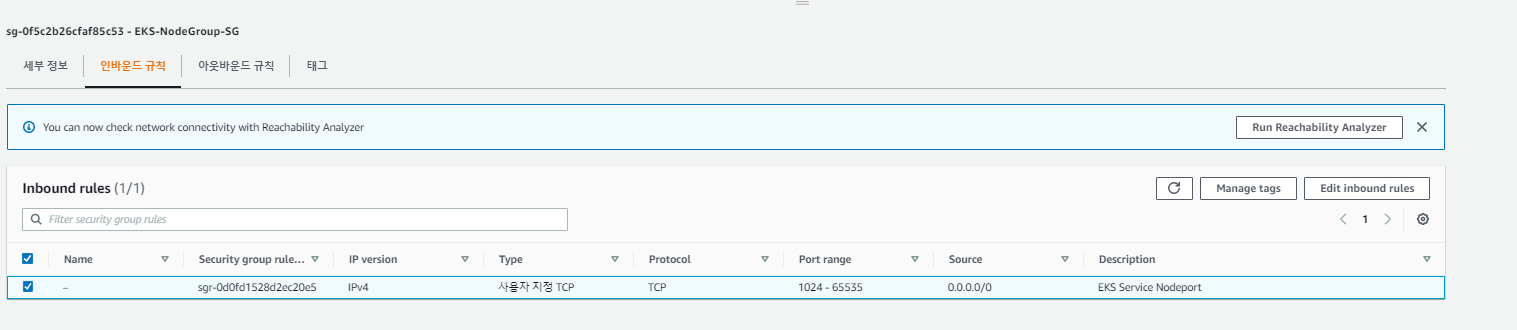 sg-0f5c2b26cfaf85c53 - EKS-NodeGroup-SG
세부 정보 인바운드 규칙 아웃바운드 규칙 태그
You can now check network connectivity with Reachability Analyzer Run Reachability Analyzer
Inbound rules (1/1) Manage tags Edit inbound rules
Filter security group rules 1
Name Security group rule... IP version Type Protocol Port range Source Description
– sgr-0d0fd1528d2ec20e5 IPv4 사용자 지정 TCP TCP 1024 - 65535 0.0.0.0/0 EKS Service Nodeport